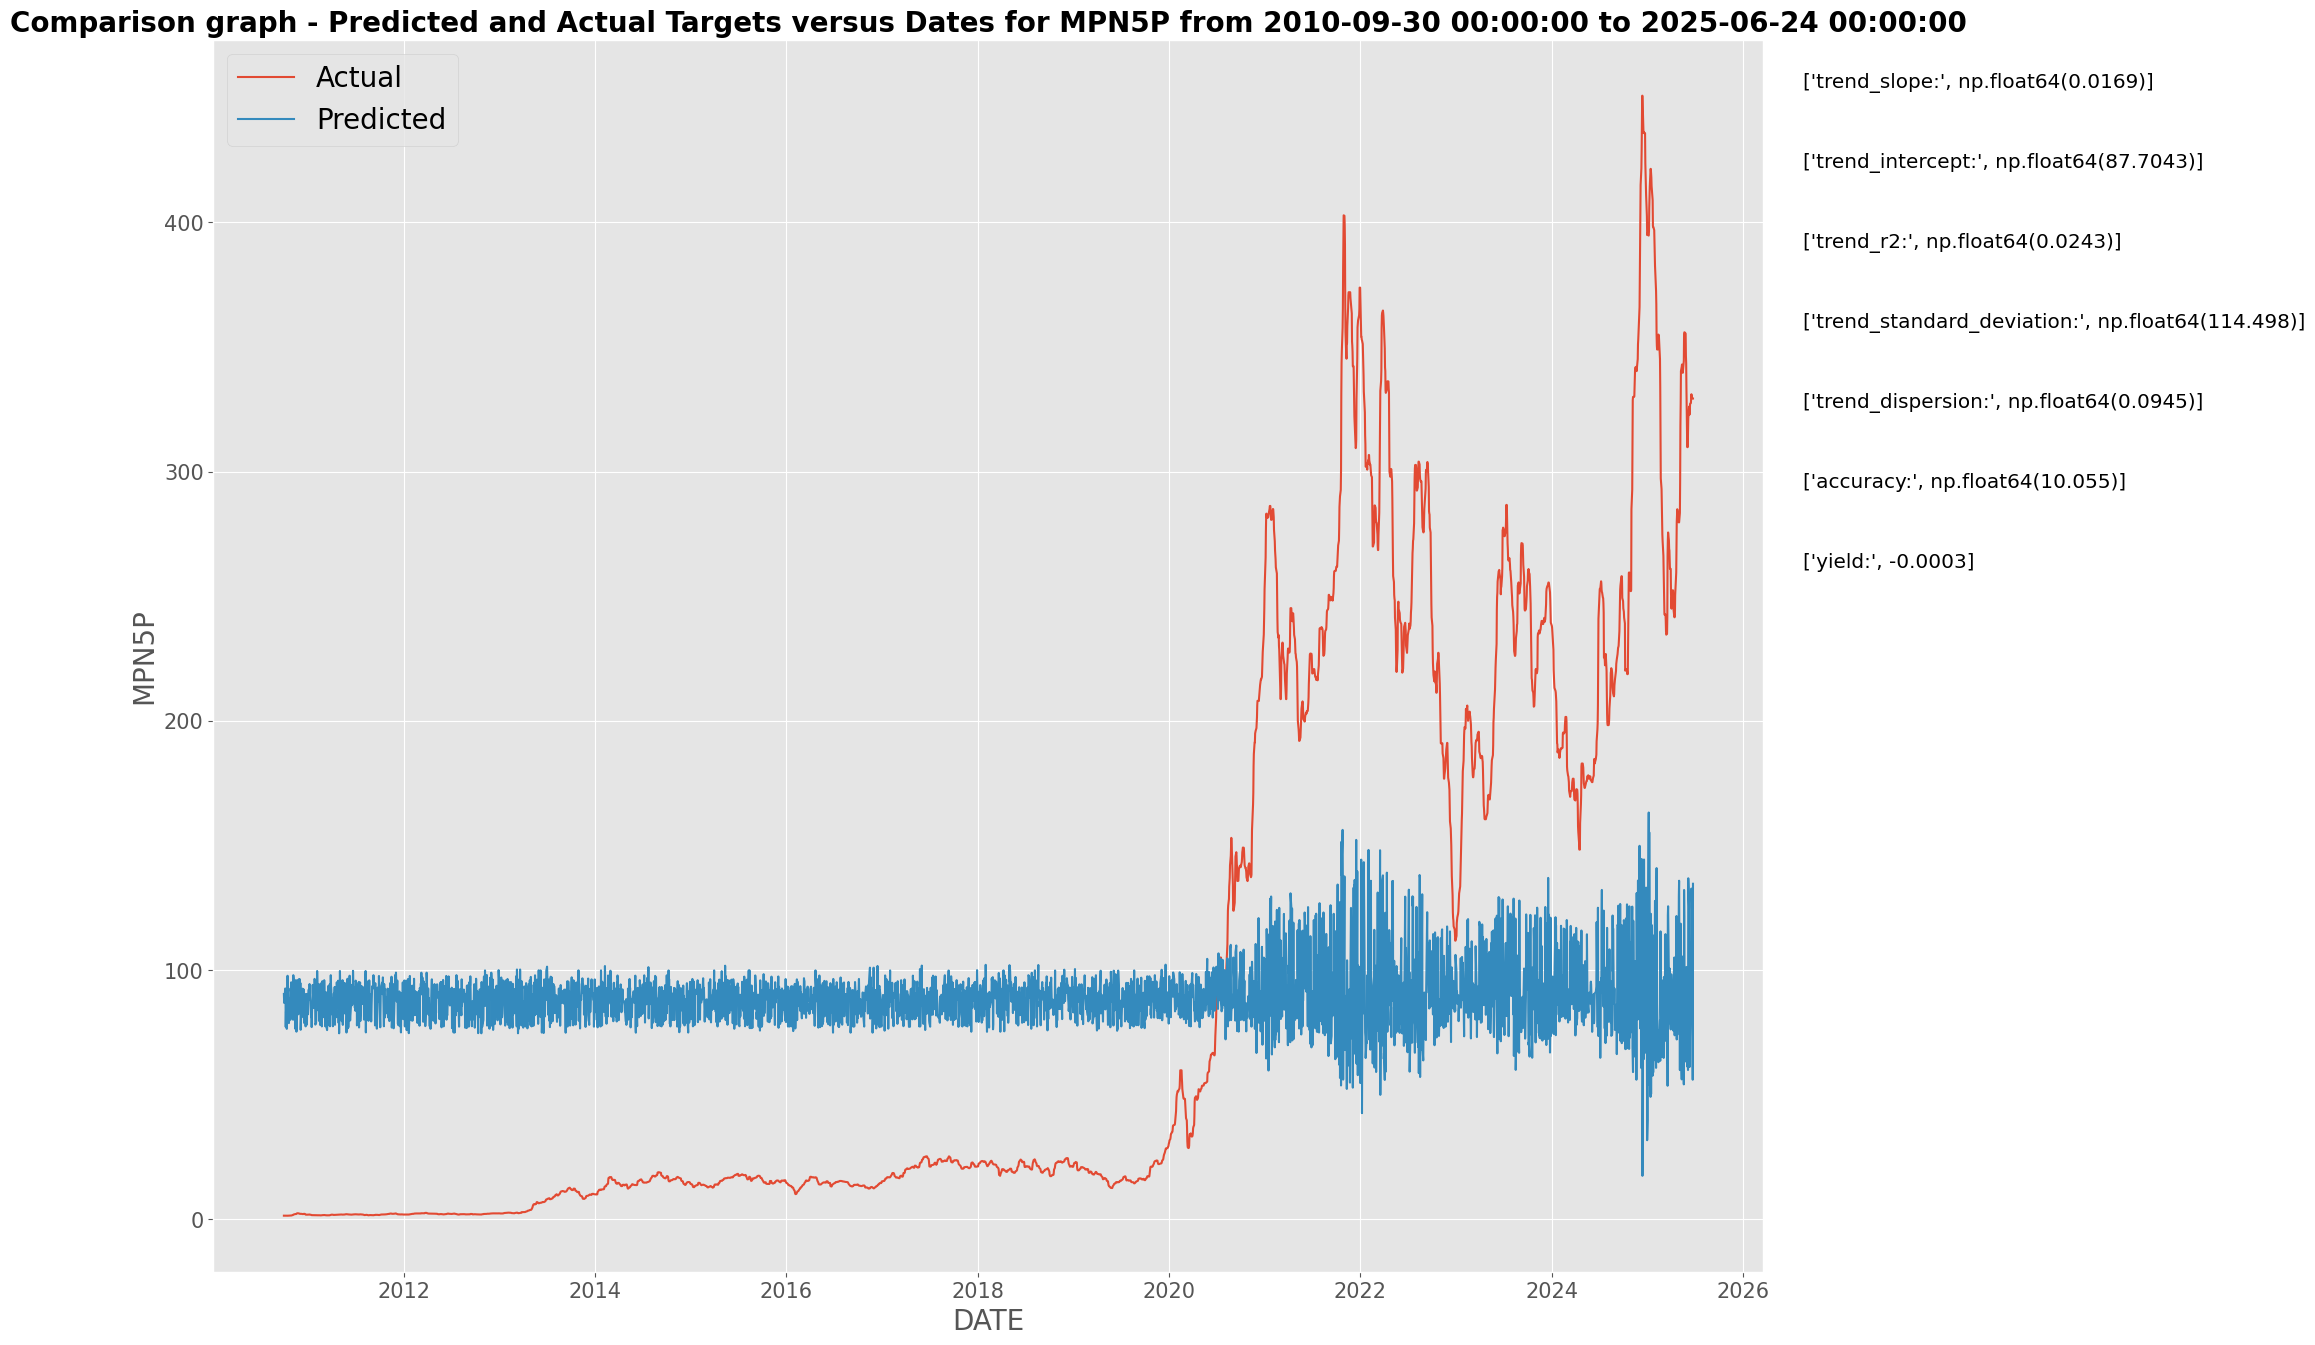 Comparison graph - Predicted and Actual Targets versus Dates for MPN5P from 2010-09-30 00:00:00 to 2025-06-24 00:00:00
Actual
Predicted
['trend_slope:', np.float64(0.0169)]
['trend_intercept:', np.float64(87.7043)]
['trend_r2:', np.float64(0.0243)]
['trend_standard_deviation:', np.float64(114.498)]
['trend_dispersion:', np.float64(0.0945)]
['accuracy:', np.float64(10.055)]
['yield:', -0.0003]
MPN5P
400
300
200
100
0
2012 2014 2016 2018 2020 2022 2024 2026
DATE